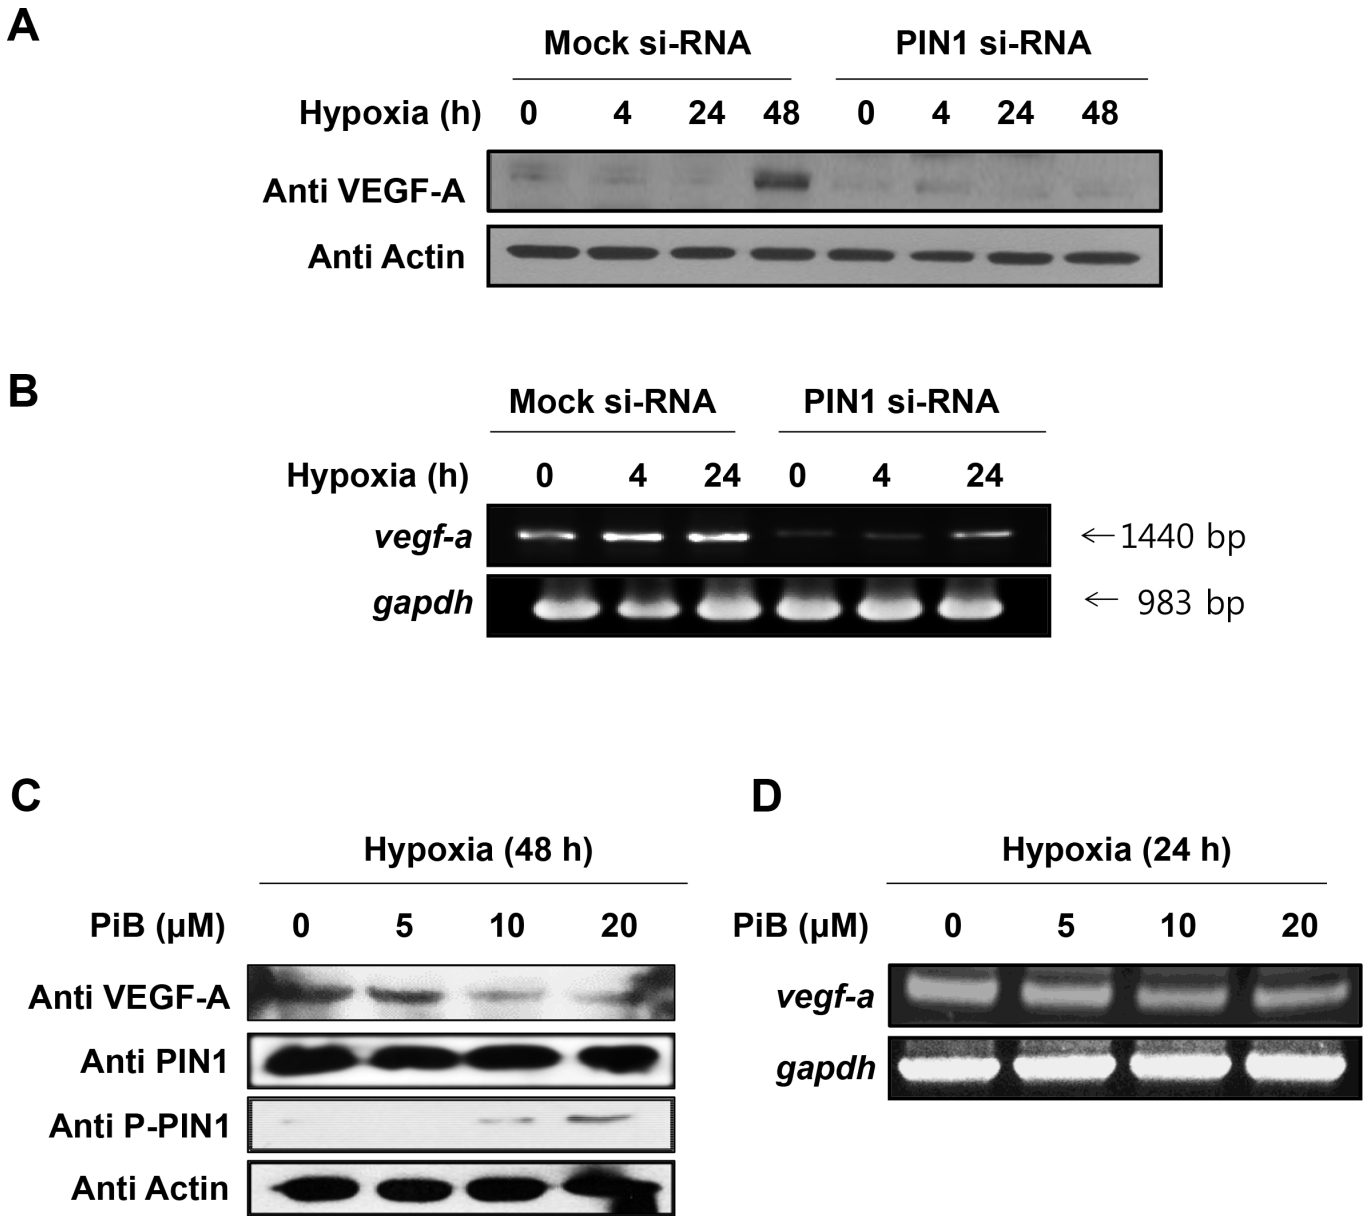 A
Mock si-RNA PIN1 si-RNA
Hypoxia (h) 0 4 24 48 0 4 24 48
Anti VEGF-A
Anti Actin
B
Mock si-RNA PIN1 si-RNA
Hypoxia (h) 0 4 24 0 4 24
vegf-a ←1440 bp
gapdh ← 983 bp
C
Hypoxia (48 h)
PiB (μM) 0 5 10 20
Anti VEGF-A
Anti PIN1
Anti P-PIN1
Anti Actin
D
Hypoxia (24 h)
PiB (μM) 0 5 10 20
vegf-a
gapdh